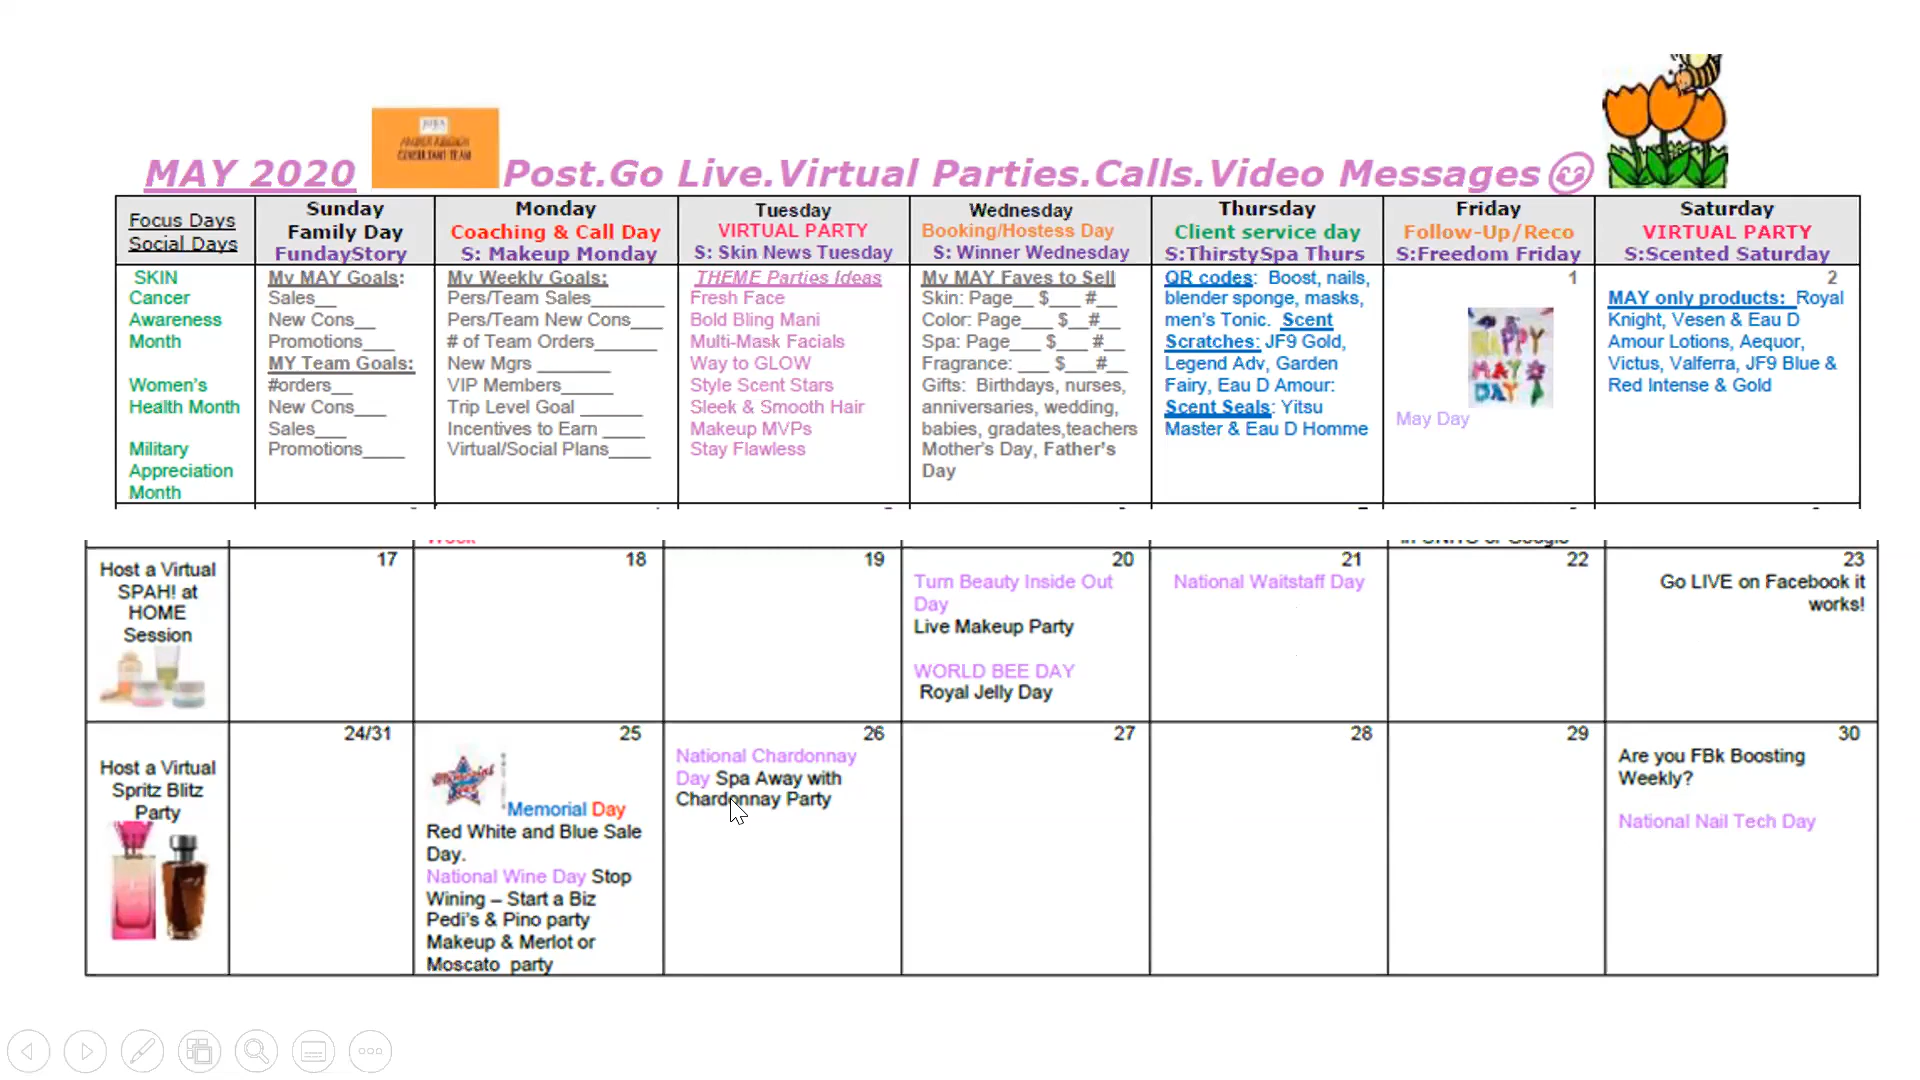 MAY 2020
CONSULTANT TEAM
Post.Go Live.Virtual Parties.Calls.Video Messages
Focus Days
Social Days
Sunday
Family Day
FundayStory
Monday
Coaching & Call Day
S: Makeup Monday
Tuesday
VIRTUAL PARTY
S: Skin News Tuesday
Wednesday
Booking/Hostess Day
S: Winner Wednesday
Thursday
Client service day
S:ThirstySpa Thurs
Friday
Follow-Up/Reco
S:Freedom Friday
Saturday
VIRTUAL PARTY
S:Scented Saturday
SKIN
Cancer
Awareness
Month
Women's
Health Month
Military
Appreciation
Month
My MAY Goals:
Sales__
New Cons__
Promotions___
MY Team Goals:
#orders__
New Cons___
Sales___
Promotions____
My Weekly Goals:
Pers/Team Sales_______
Pers/Team New Cons___
# of Team Orders______
New Mgrs _______
VIP Members_____
Trip Level Goal ______
Incentives to Earn ____
Virtual/Social Plans____
THEME Parties Ideas
Fresh Face
Bold Bling Mani
Multi-Mask Facials
Way to GLOW
Style Scent Stars
Sleek & Smooth Hair
Makeup MVPs
Stay Flawless
My MAY Faves to Sell
Skin: Page__ $___ #__
Color: Page___ $__#__
Spa: Page___ $___ #__
Fragrance: ___ $___#__
Gifts: Birthdays, nurses,
anniversaries, wedding,
babies, gradates,teachers
Mother's Day, Father's
Day
QR codes: Boost, nails,
blender sponge, masks,
men's Tonic. Scent
Scratches: JF9 Gold,
Legend Adv, Garden
Fairy, Eau D Amour:
Scent Seals: Yitsu
Master & Eau D Homme
1
HAPPY
MAY
DAY
May Day
2
MAY only products: Royal
Knight, Vesen & Eau D
Amour Lotions, Aequor,
Victus, Valferra, JF9 Blue &
Red Intense & Gold
Host a Virtual
SPAH! at
HOME
Session
17
18
19
20
Turn Beauty Inside Out
Day
Live Makeup Party
WORLD BEE DAY
Royal Jelly Day
21
National Waitstaff Day
22
23
Go LIVE on Facebook it
works!
Host a Virtual
Spritz Blitz
Party
24/31
25
Memorial Day
Red White and Blue Sale
Day.
National Wine Day Stop
Wining – Start a Biz
Pedi's & Pino party
Makeup & Merlot or
Moscato party
26
National Chardonnay
Day Spa Away with
Chardonnay Party
27
28
29
30
Are you FBk Boosting
Weekly?
National Nail Tech Day